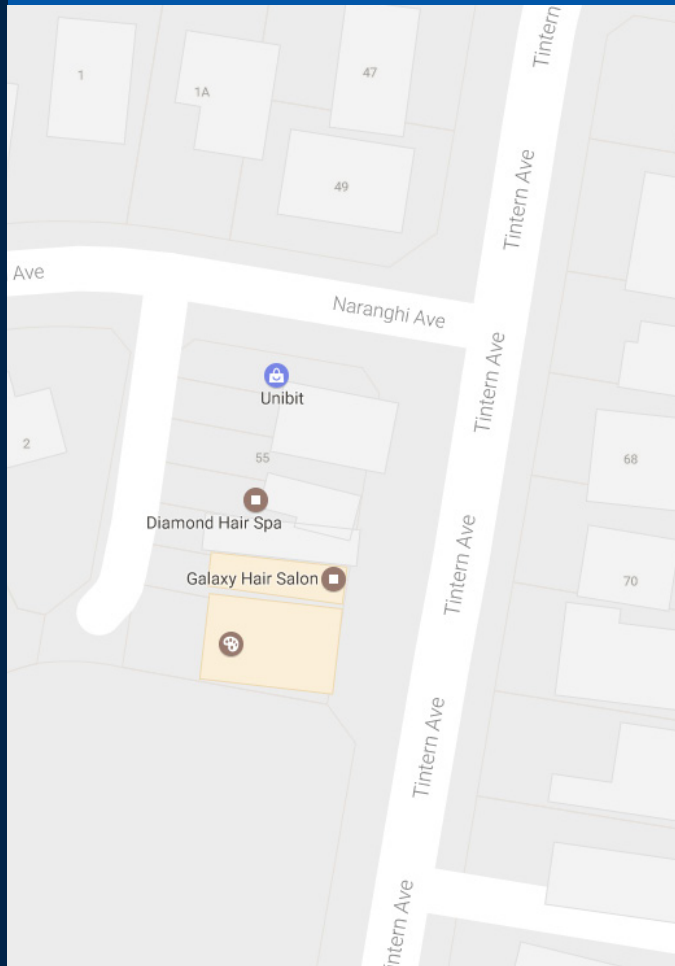 Tintern
1
1A
47
49
Tintern Ave
Ave
Naranghi Ave
Tintern Ave
Unibit
2
55
68
Diamond Hair Spa
Tintern Ave
Galaxy Hair Salon
70
Tintern Ave
intern Ave